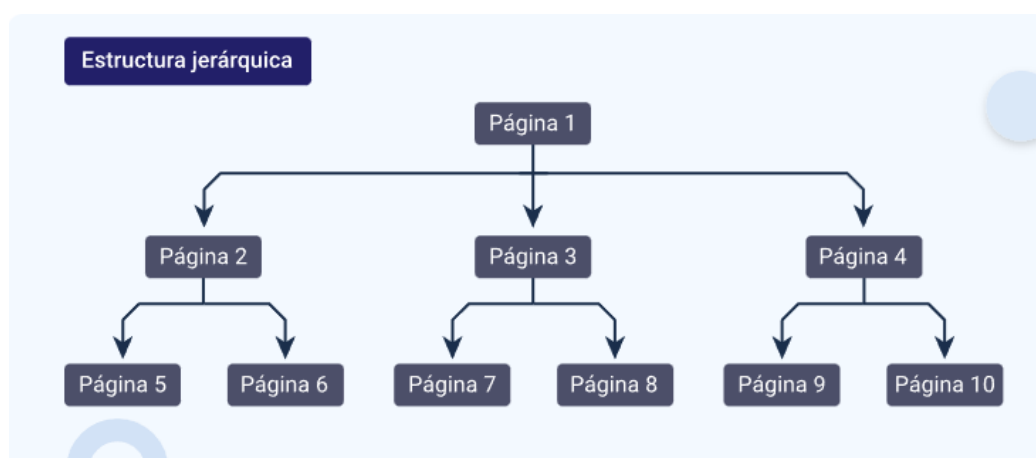 Estructura jerárquica
Página 1
Página 2
Página 3
Página 4
Página 5
Página 6
Página 7
Página 8
Página 9
Página 10